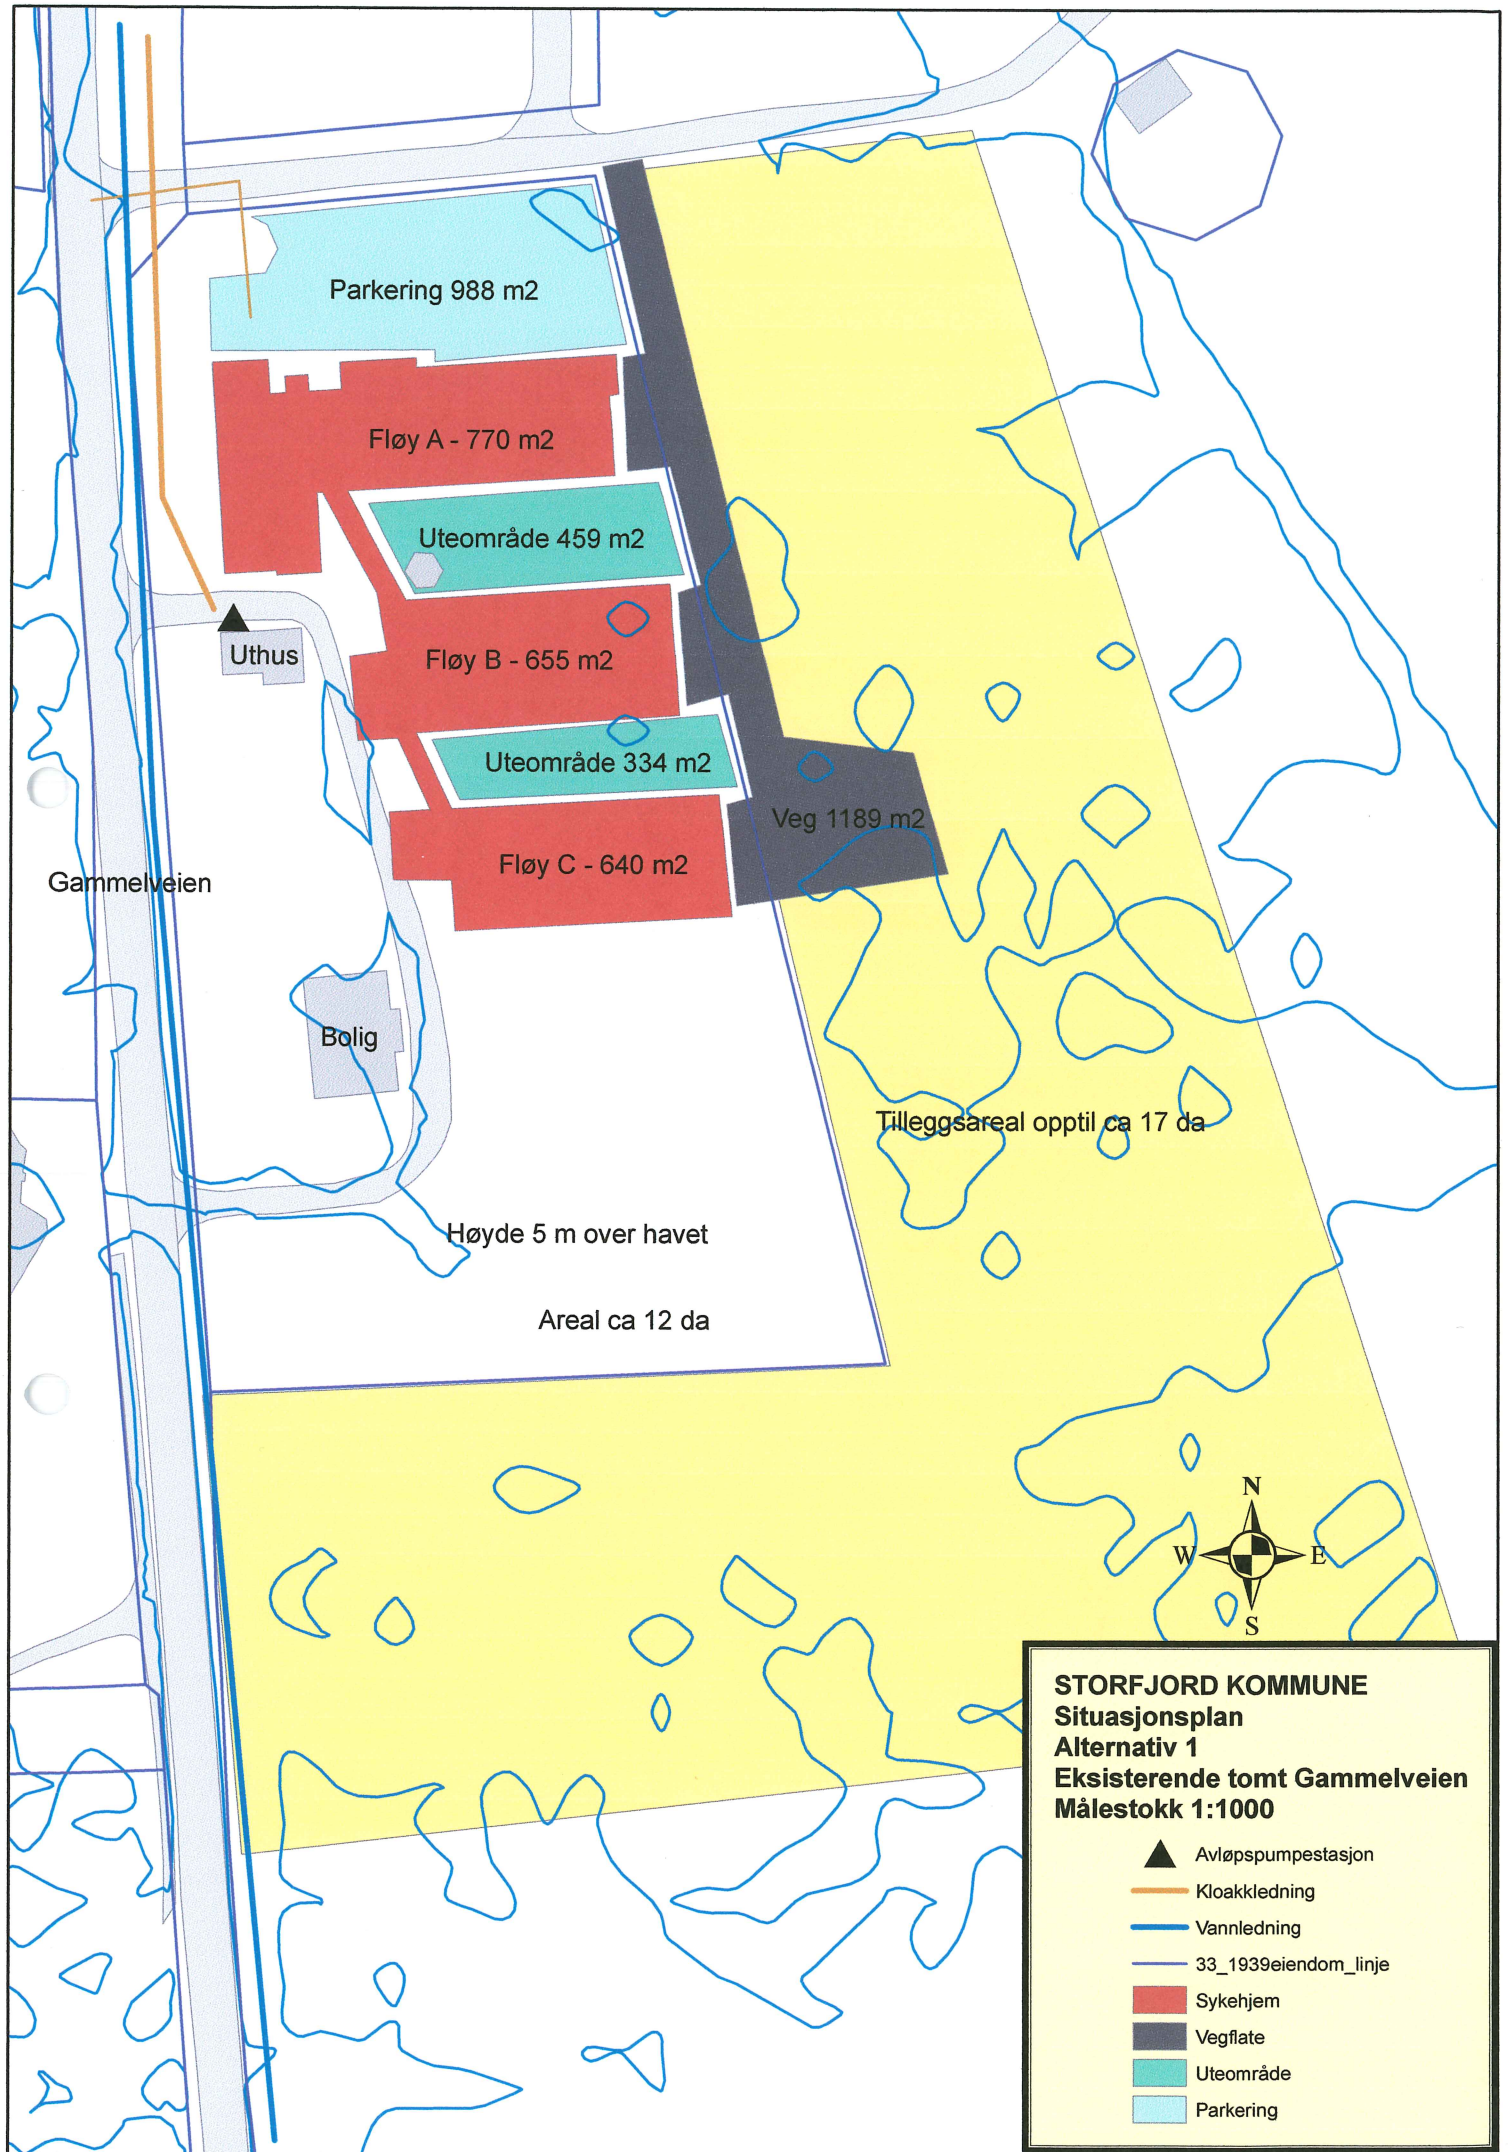 Parkering 988 m2
Fløy A - 770 m2
Uteområde 459 m2
Uthus
Fløy B - 655 m2
Uteområde 334 m2
Veg 1189 m2
Fløy C - 640 m2
Gammelveien
Bolig
Tilleggsareal opptil ca 17 da
Høyde 5 m over havet
Areal ca 12 da
N
W
E
S
STORFJORD KOMMUNE
Situasjonsplan
Alternativ 1
Eksisterende tomt Gammelveien
Målestokk 1:1000
Avløpspumpestasjon
Kloakkledning
Vannledning
33_1939eiendom_linje
Sykehjem
Vegflate
Uteområde
Parkering